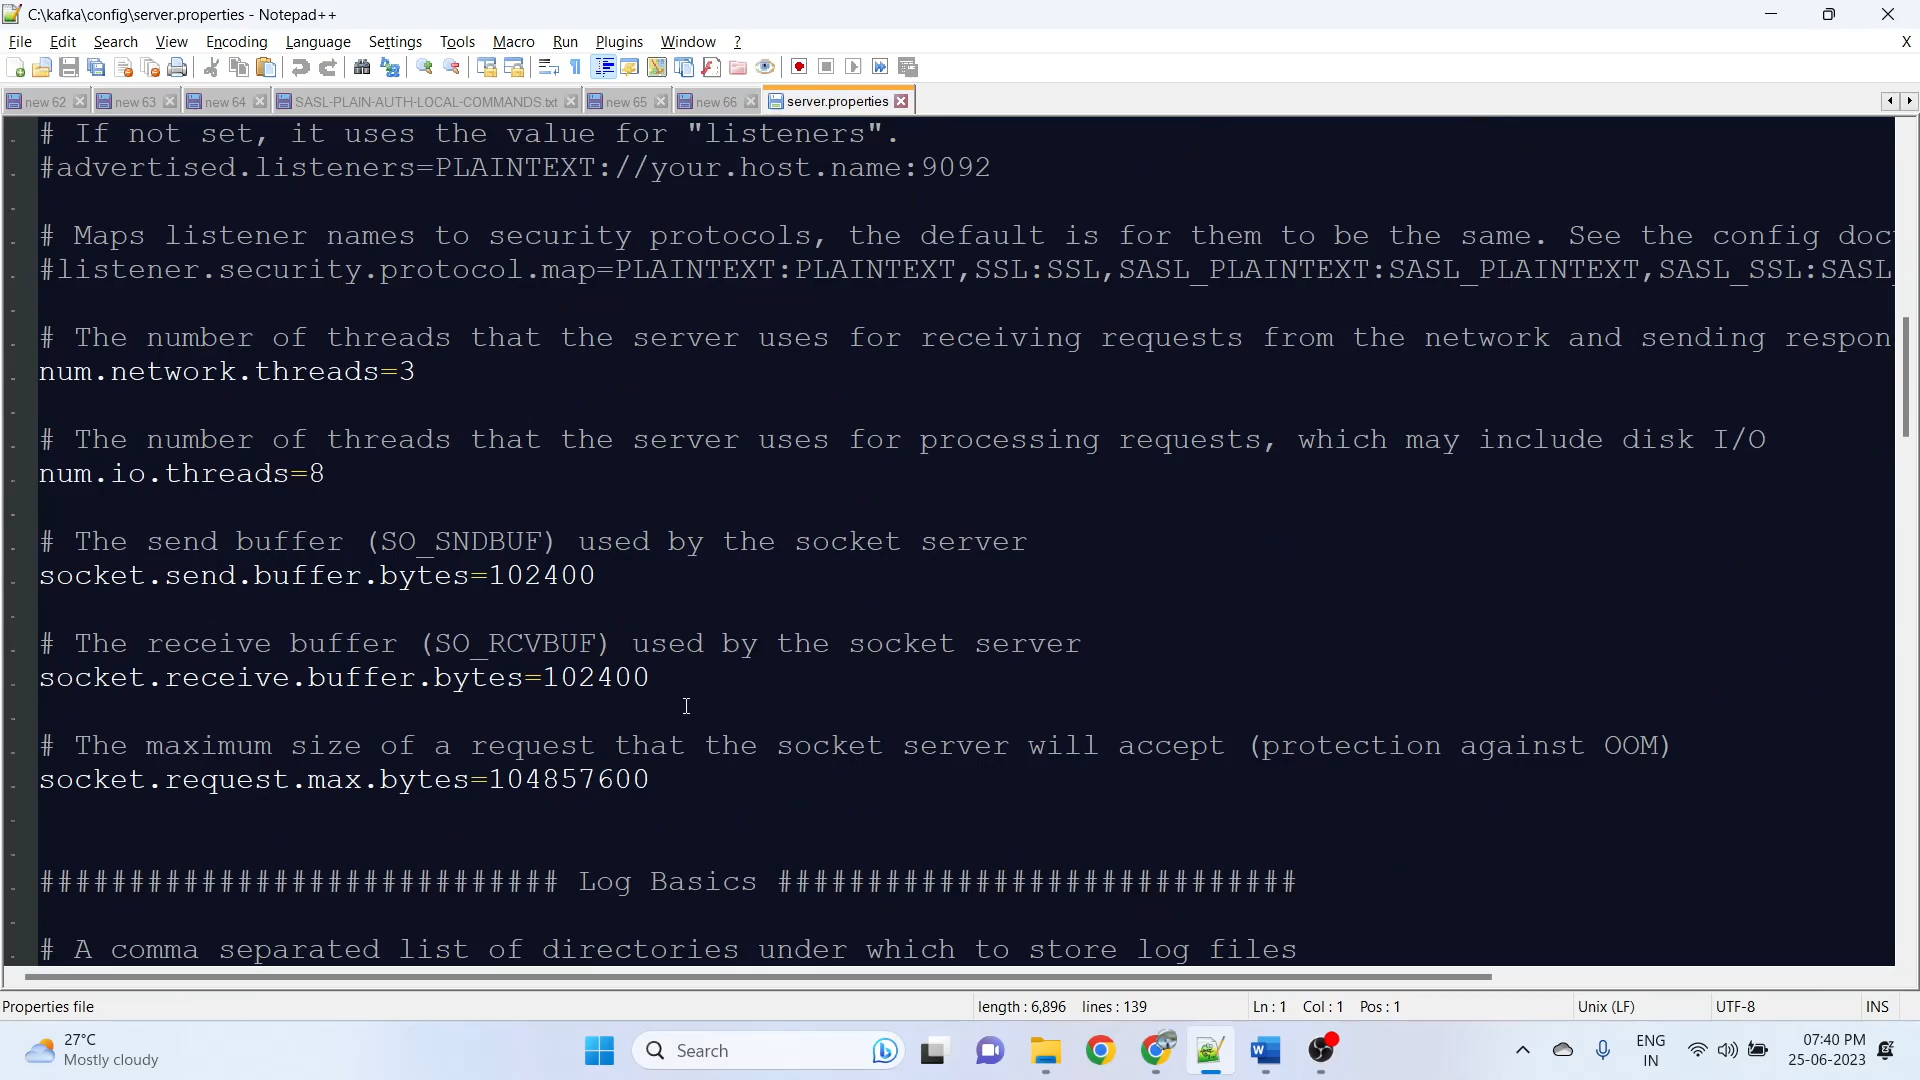 C:\kafka\config\server.properties - Notepad++
File Edit Search View Encoding Language Settings Tools Macro Run Plugins Window ? X
new 62 new 63 new 64 SASL-PLAIN-AUTH-LOCAL-COMMANDS.txt new 65 new 66 server.properties
# If not set, it uses the value for "listeners".
#advertised.listeners=PLAINTEXT://your.host.name:9092
# Maps listener names to security protocols, the default is for them to be the same. See the config doc
#listener.security.protocol.map=PLAINTEXT:PLAINTEXT,SSL:SSL,SASL_PLAINTEXT:SASL_PLAINTEXT,SASL_SSL:SASL_
# The number of threads that the server uses for receiving requests from the network and sending respon
num.network.threads=3
# The number of threads that the server uses for processing requests, which may include disk I/O
num.io.threads=8
# The send buffer (SO_SNDBUF) used by the socket server
socket.send.buffer.bytes=102400
# The receive buffer (SO_RCVBUF) used by the socket server
socket.receive.buffer.bytes=102400
# The maximum size of a request that the socket server will accept (protection against OOM)
socket.request.max.bytes=104857600
############################# Log Basics #############################
# A comma separated list of directories under which to store log files
Properties file length : 6,896 lines : 139 Ln : 1 Col : 1 Pos : 1 Unix (LF) UTF-8 INS
27°C
Mostly cloudy
Search
ENG
IN
07:40 PM
25-06-2023